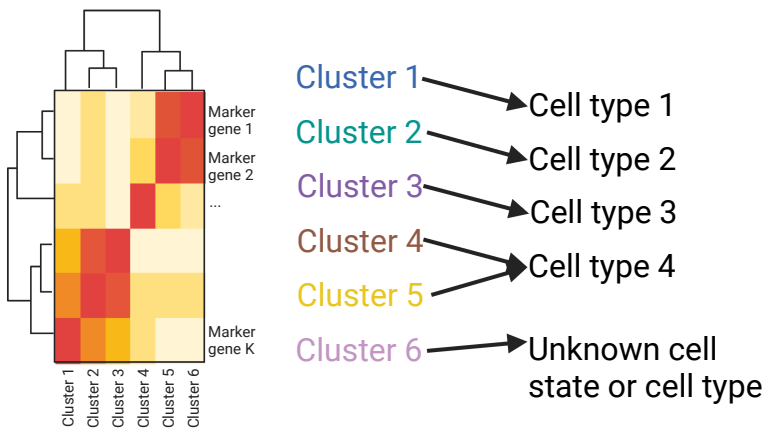 Marker
gene 1
Marker
gene 2
...
Marker
gene K
Cluster 1
Cluster 2
Cluster 3
Cluster 4
Cluster 5
Cluster 6
Cluster 1
Cluster 2
Cluster 3
Cluster 4
Cluster 5
Cluster 6
Cell type 1
Cell type 2
Cell type 3
Cell type 4
Unknown cell
state or cell type